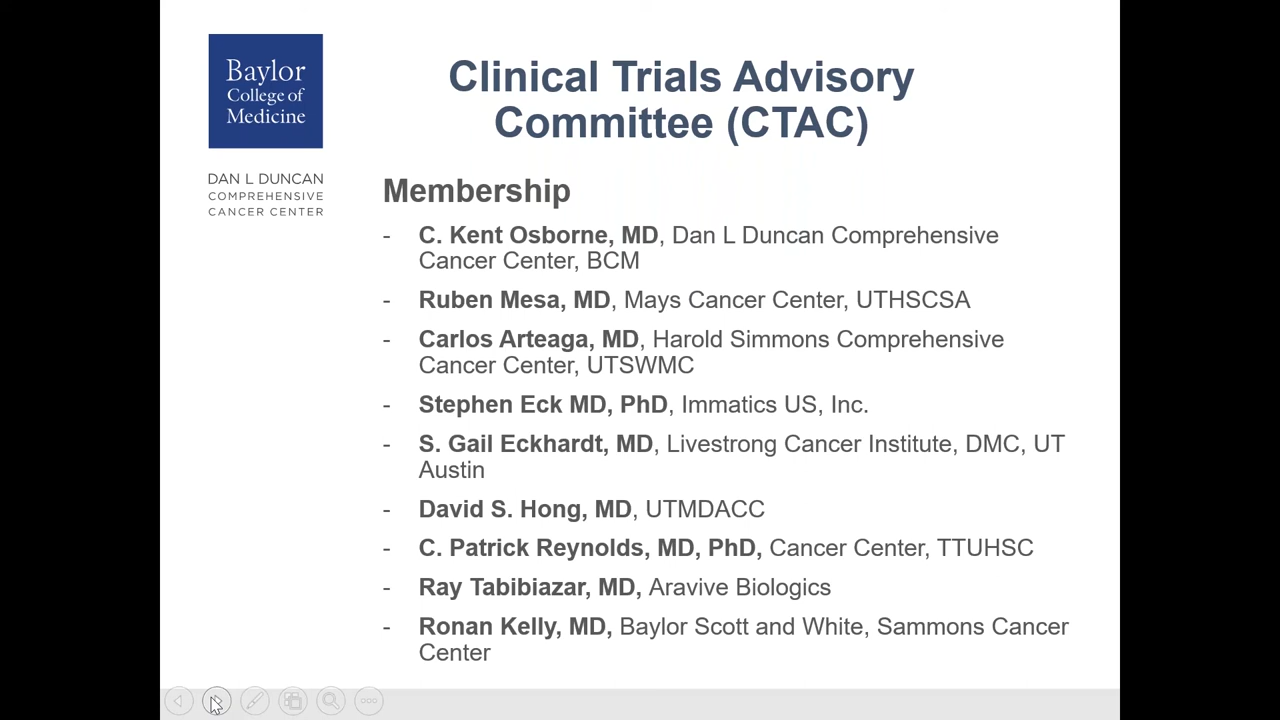 Baylor
College of
Medicine
DAN L DUNCAN
COMPREHENSIVE
CANCER CENTER
Clinical Trials Advisory
Committee (CTAC)
Membership
- C. Kent Osborne, MD, Dan L Duncan Comprehensive
Cancer Center, BCM
- Ruben Mesa, MD, Mays Cancer Center, UTHSCSA
- Carlos Arteaga, MD, Harold Simmons Comprehensive
Cancer Center, UTSWMC
- Stephen Eck MD, PhD, Immatics US, Inc.
- S. Gail Eckhardt, MD, Livestrong Cancer Institute, DMC, UT
Austin
- David S. Hong, MD, UTMDACC
- C. Patrick Reynolds, MD, PhD, Cancer Center, TTUHSC
- Ray Tabibiazar, MD, Aravive Biologics
- Ronan Kelly, MD, Baylor Scott and White, Sammons Cancer
Center